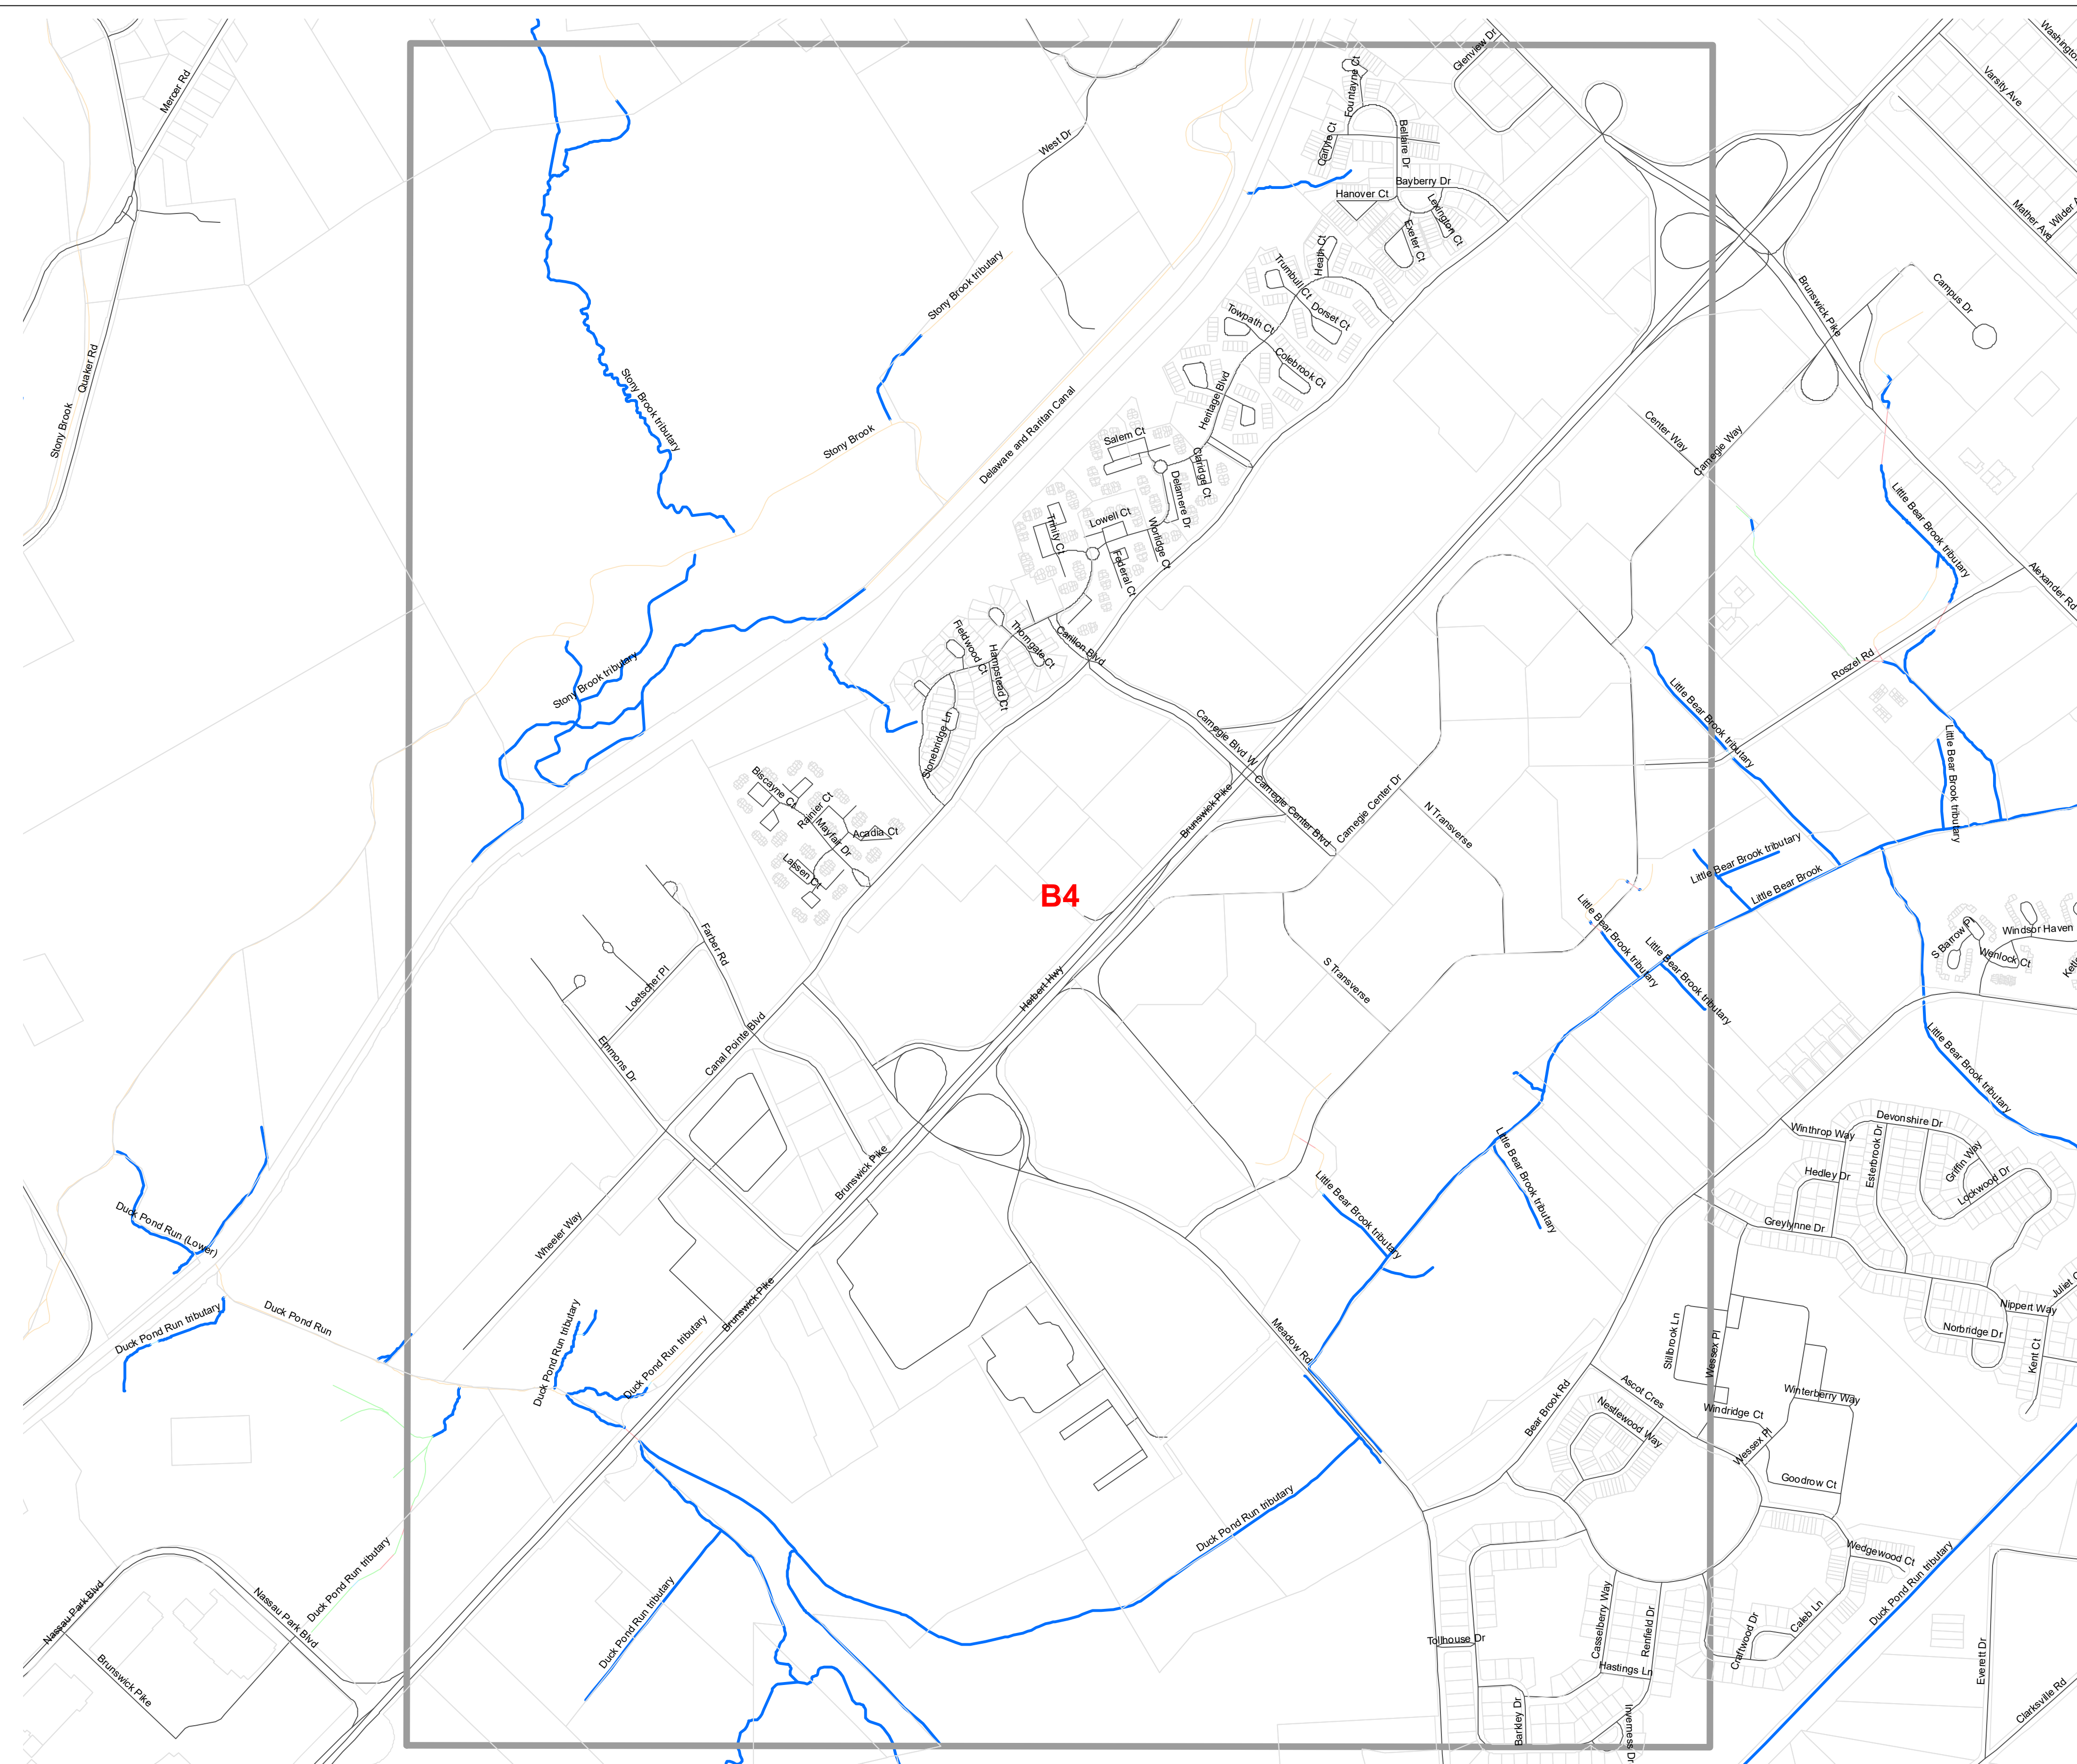 Washingto
Glenview Dr
Varsity Ave
Mercer Rd
Fountayne Ct
Bellaire Dr
Carlyle Ct
West Dr
Bayberry Dr
Hanover Ct
Lexington Ct
Exeter Ct
Mather Ave
Wilder A
Heath Ct
Trumbull Ct
Stony Brook tributary
Brunswick Pike
Campus Dr
Towpath Ct
Dorset Ct
Quaker Rd
Colebrook Ct
Stony Brook
Stony Brook tributary
Heritage Blvd
Delaware and Raritan Canal
Stony Brook
Salem Ct
Claridge Ct
Center Way
Carnegie Way
Delamere Dr
Little Bear Brook tributary
Trinity Ct
Lowell Ct
Worlidge Ct
Federal Ct
Alexander Rd
Fieldwood Ct
Thorngate Ct
Carillon Blvd
Hampstead Ct
Stony Brook tributary
Roszel Rd
Little Bear Brook tributary
Stonebridge Ln
Carnegie Blvd W
Little Bear Brook tributary
Biscayne Ct
Rainier Ct
Mayfair Dr
Acadia Ct
Lassen Ct
Brunswick Pike
Carnegie Center Blvd
Carnegie Center Dr
N Transverse
Little Bear Brook tributary
Little Bear Brook
B4
Little Bear Brook tributary
Little Bear Brook tributary
S Barrow Pl
Windsor Haven
Wenlock Ct
Farber Rd
Loetscher Pl
Herbert Hwy
S Transverse
Canal Pointe Blvd
Emmons Dr
Little Bear Brook tributary
Winthrop Way
Devonshire Dr
Esterbrook Dr
Griffin Way
Hedley Dr
Lockwood Dr
Brunswick Pike
Little Bear Brook tributary
Little Bear Brook tributary
Greylynne Dr
Duck Pond Run (Lower)
Wheeler Way
Juliet C
Nippert Way
Norbridge Dr
Kent Ct
Duck Pond Run tributary
Duck Pond Run
Duck Pond Run tributary
Duck Pond Run tributary
Brunswick Pike
Meadow Rd
Stillbrook Ln
Wessex Pl
Ascot Cres
Bear Brook Rd
Nestlewood Way
Winterberry Way
Windridge Ct
Wessex Pl
Goodrow Ct
Duck Pond Run tributary
Wedgewood Ct
Duck Pond Run tributary
Nassau Park Blvd
Nassau Park Blvd
Duck Pond Run tributary
Duck Pond Run tributary
Brunswick Pike
Tollhouse Dr
Casselberry Way
Renfield Dr
Hastings Ln
Craftwood Dr
Caleb Ln
Barkley Dr
Inverness Dr
Everett Dr
Clarksville Rd